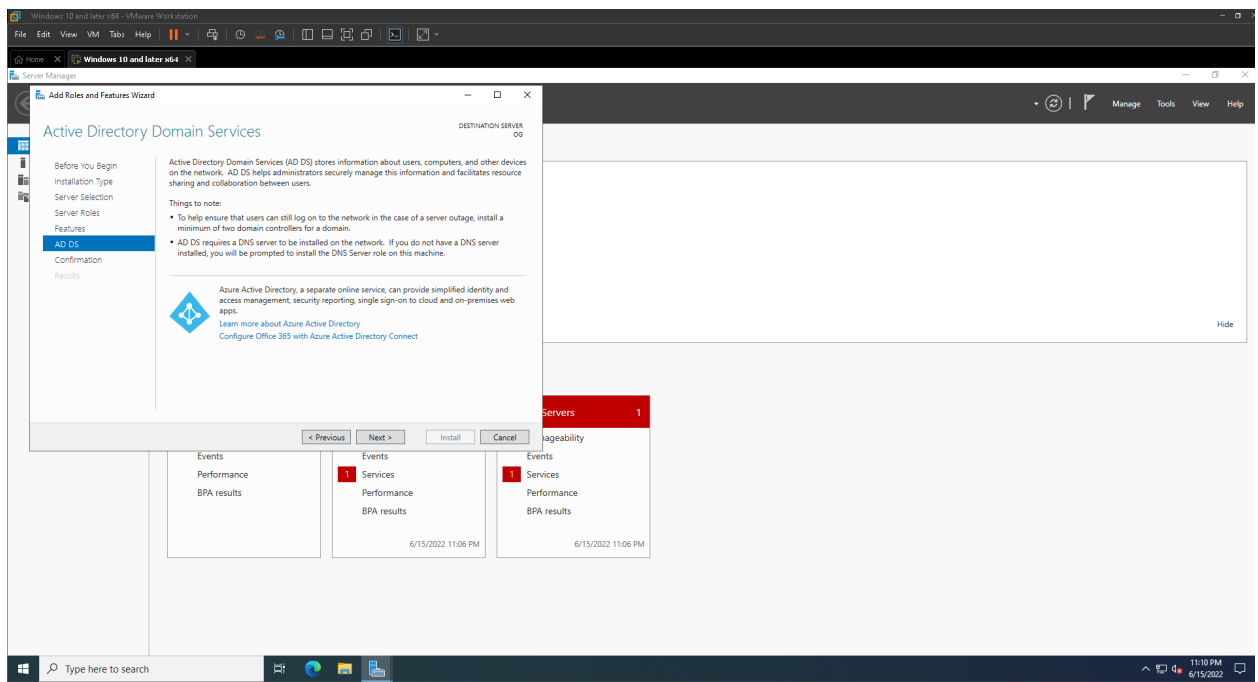 Windows 10 and later x64 - VMware Workstation
File Edit View VM Tabs Help
Home
Windows 10 and later x64
Server Manager
Manage Tools View Help
Add Roles and Features Wizard
Active Directory Domain Services
DESTINATION SERVER
OG
Before You Begin
Installation Type
Server Selection
Server Roles
Features
AD DS
Confirmation
Results
Active Directory Domain Services (AD DS) stores information about users, computers, and other devices
on the network. AD DS helps administrators securely manage this information and facilitates resource
sharing and collaboration between users.
Things to note:
• To help ensure that users can still log on to the network in the case of a server outage, install a
minimum of two domain controllers for a domain.
• AD DS requires a DNS server to be installed on the network. If you do not have a DNS server
installed, you will be prompted to install the DNS Server role on this machine.
Azure Active Directory, a separate online service, can provide simplified identity and
access management, security reporting, single sign-on to cloud and on-premises web
apps.
Learn more about Azure Active Directory
Configure Office 365 with Azure Active Directory Connect
< Previous Next > Install Cancel
Hide
Servers 1
nageability
Events
Performance
BPA results
Events
1 Services
Performance
BPA results
6/15/2022 11:06 PM
Events
1 Services
Performance
BPA results
6/15/2022 11:06 PM
Type here to search
11:10 PM
6/15/2022